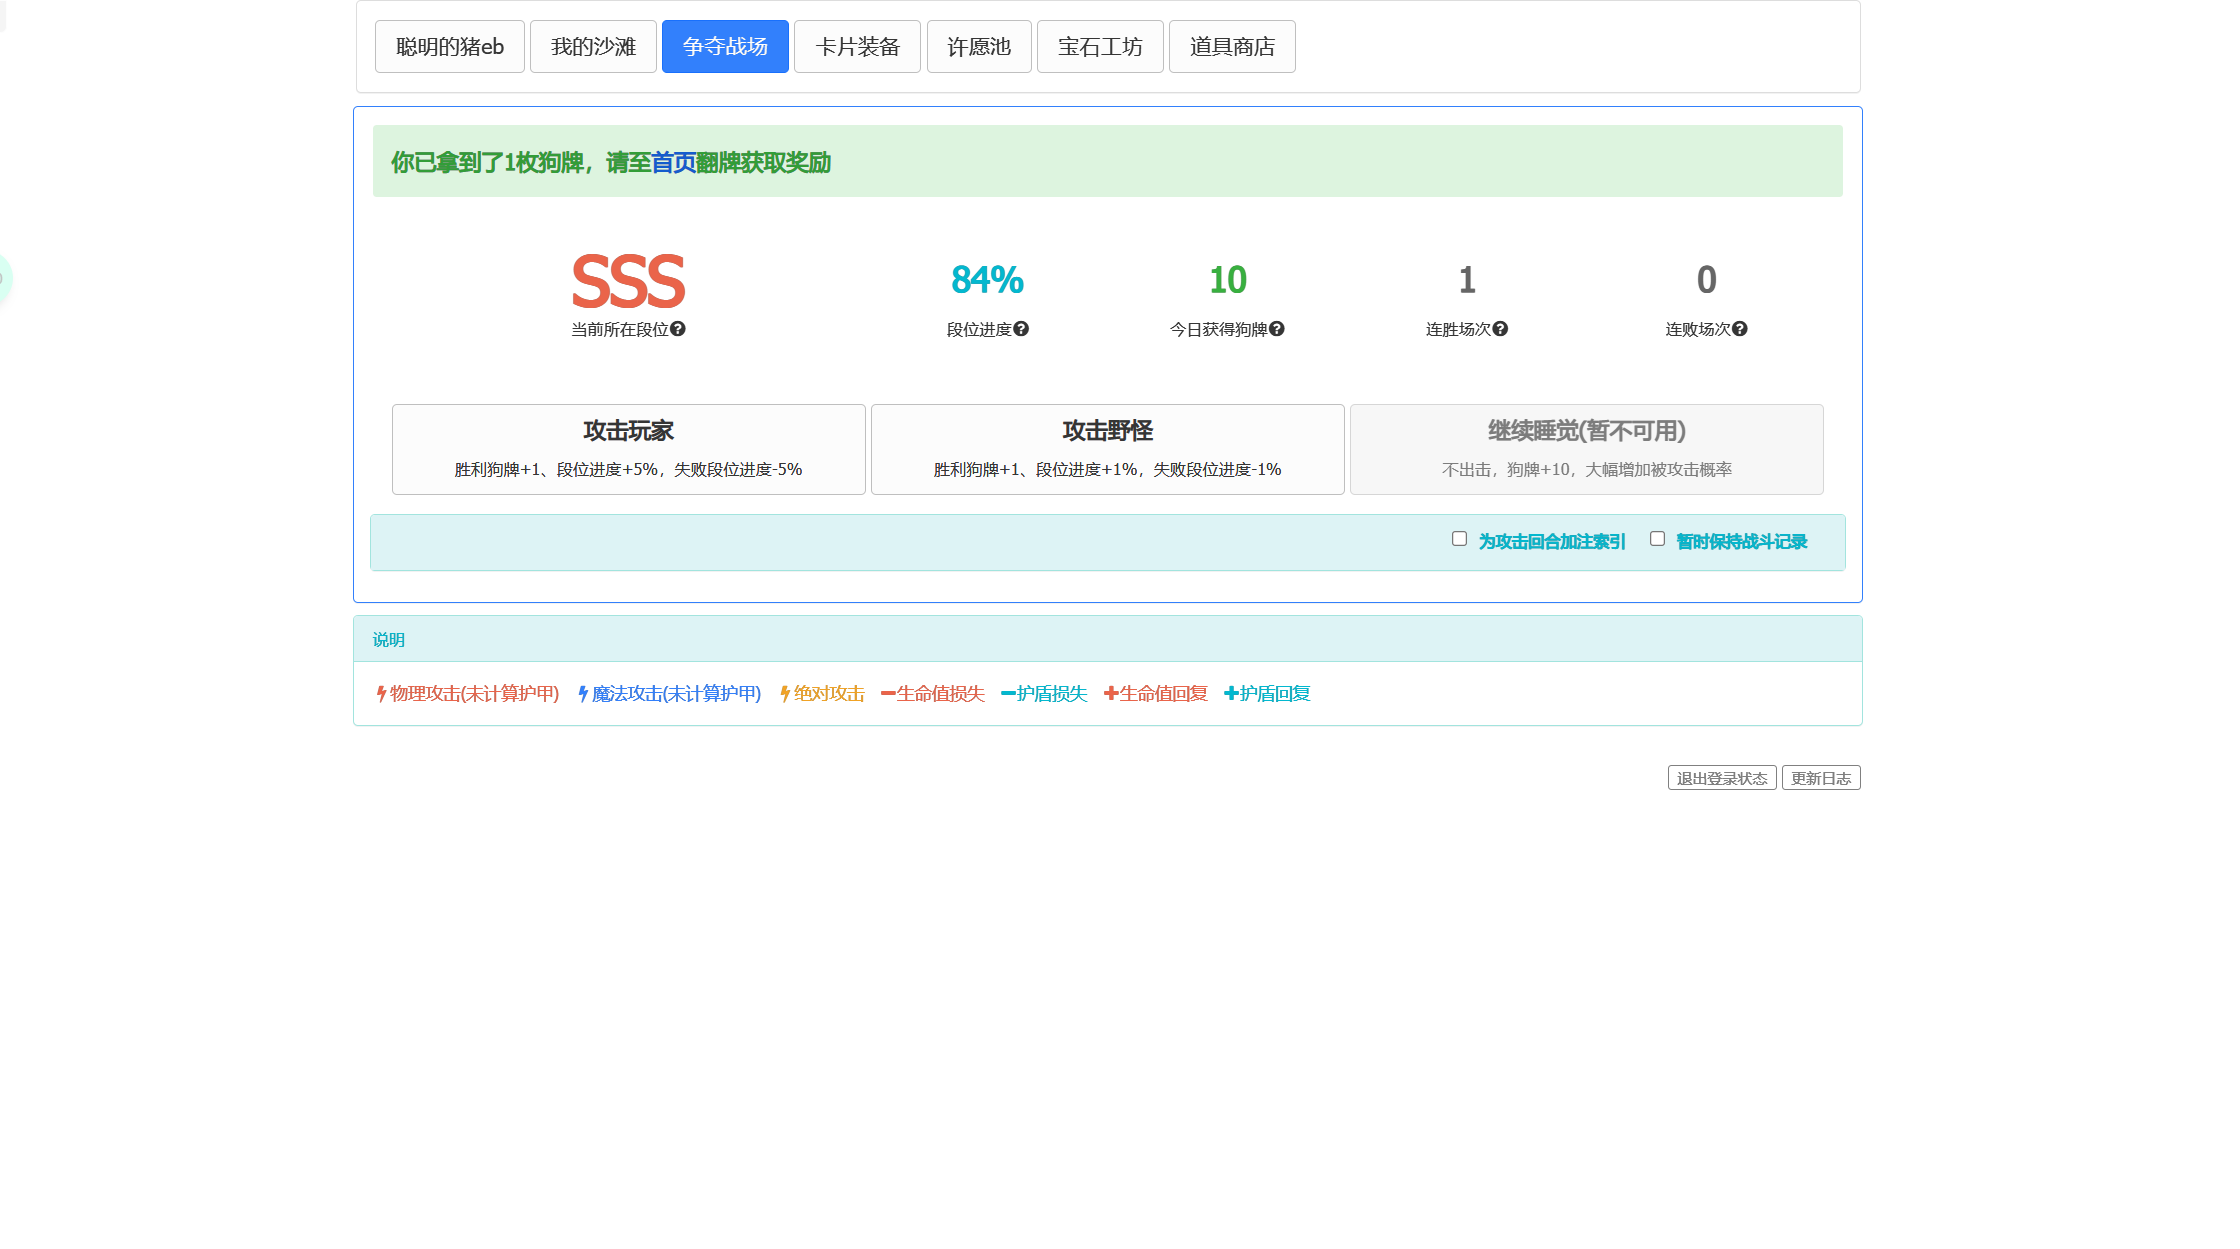 聪明的猪eb 我的沙滩 争夺战场 卡片装备 许愿池 宝石工坊 道具商店
你已拿到了1枚狗牌，请至首页翻牌获取奖励
SSS 84% 10 1 0
当前所在段位 段位进度 今日获得狗牌 连胜场次 连败场次
攻击玩家 攻击野怪 继续睡觉(暂不可用)
胜利狗牌+1、段位进度+5%，失败段位进度-5% 胜利狗牌+1、段位进度+1%，失败段位进度-1% 不出击，狗牌+10，大幅增加被攻击概率
为攻击回合加注索引 暂时保持战斗记录
说明
物理攻击(未计算护甲) 魔法攻击(未计算护甲) 绝对攻击 生命值损失 护盾损失 生命值回复 护盾回复
退出登录状态 更新日志